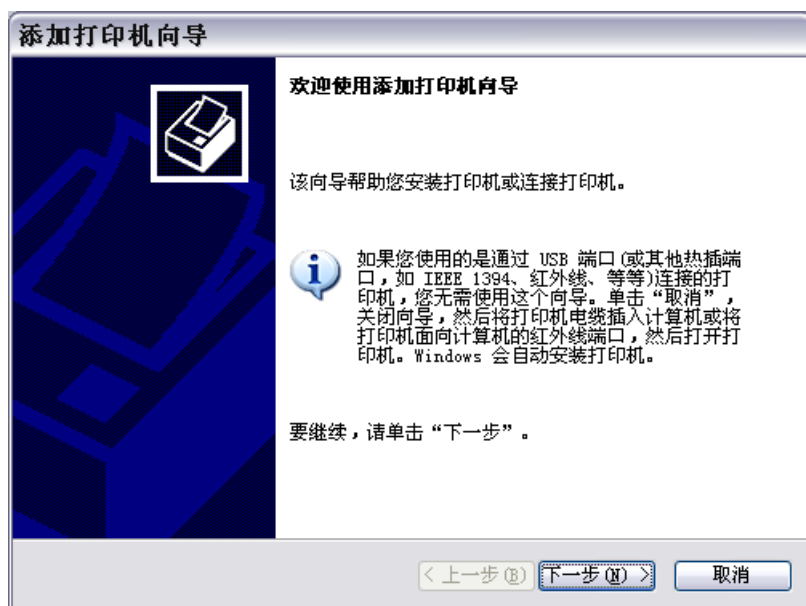 添加打印机向导
欢迎使用添加打印机向导
该向导帮助您安装打印机或连接打印机。
如果您使用的是通过 USB 端口(或其他热插端
口，如 IEEE 1394、红外线、等等)连接的打
印机，您无需使用这个向导。单击“取消”，
关闭向导，然后将打印机电缆插入计算机或将
打印机面向计算机的红外线端口，然后打开打
印机。Windows 会自动安装打印机。
要继续，请单击“下一步”。
< 上一步(B) 下一步(N) > 取消